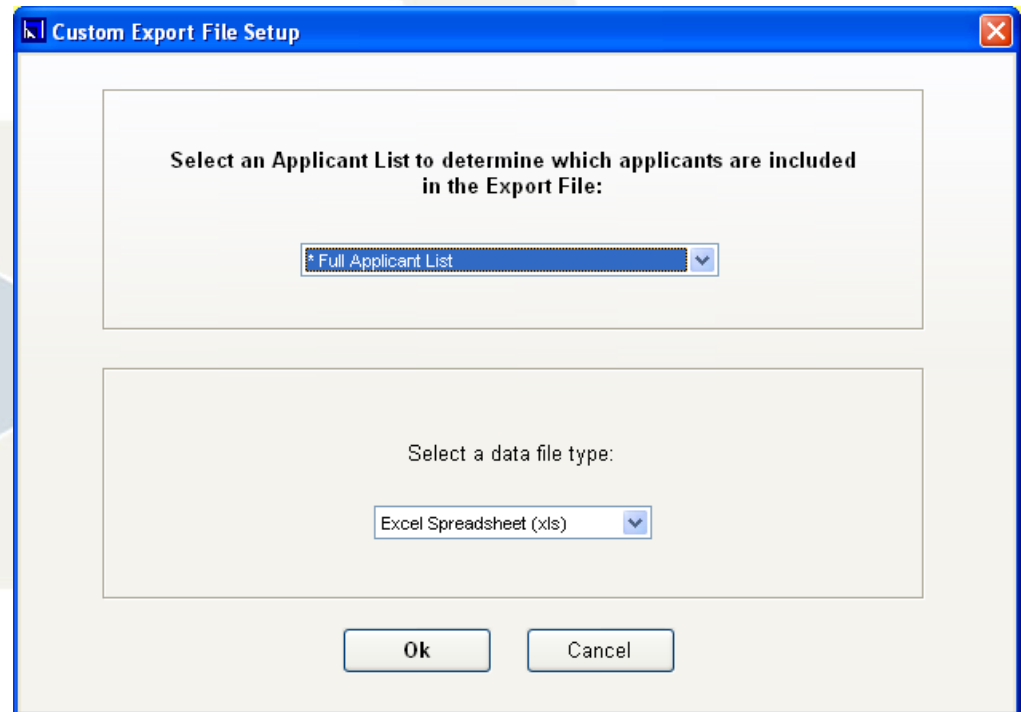 Custom Export File Setup
Select an Applicant List to determine which applicants are included
in the Export File:
* Full Applicant List
Select a data file type:
Excel Spreadsheet (xls)
Ok
Cancel